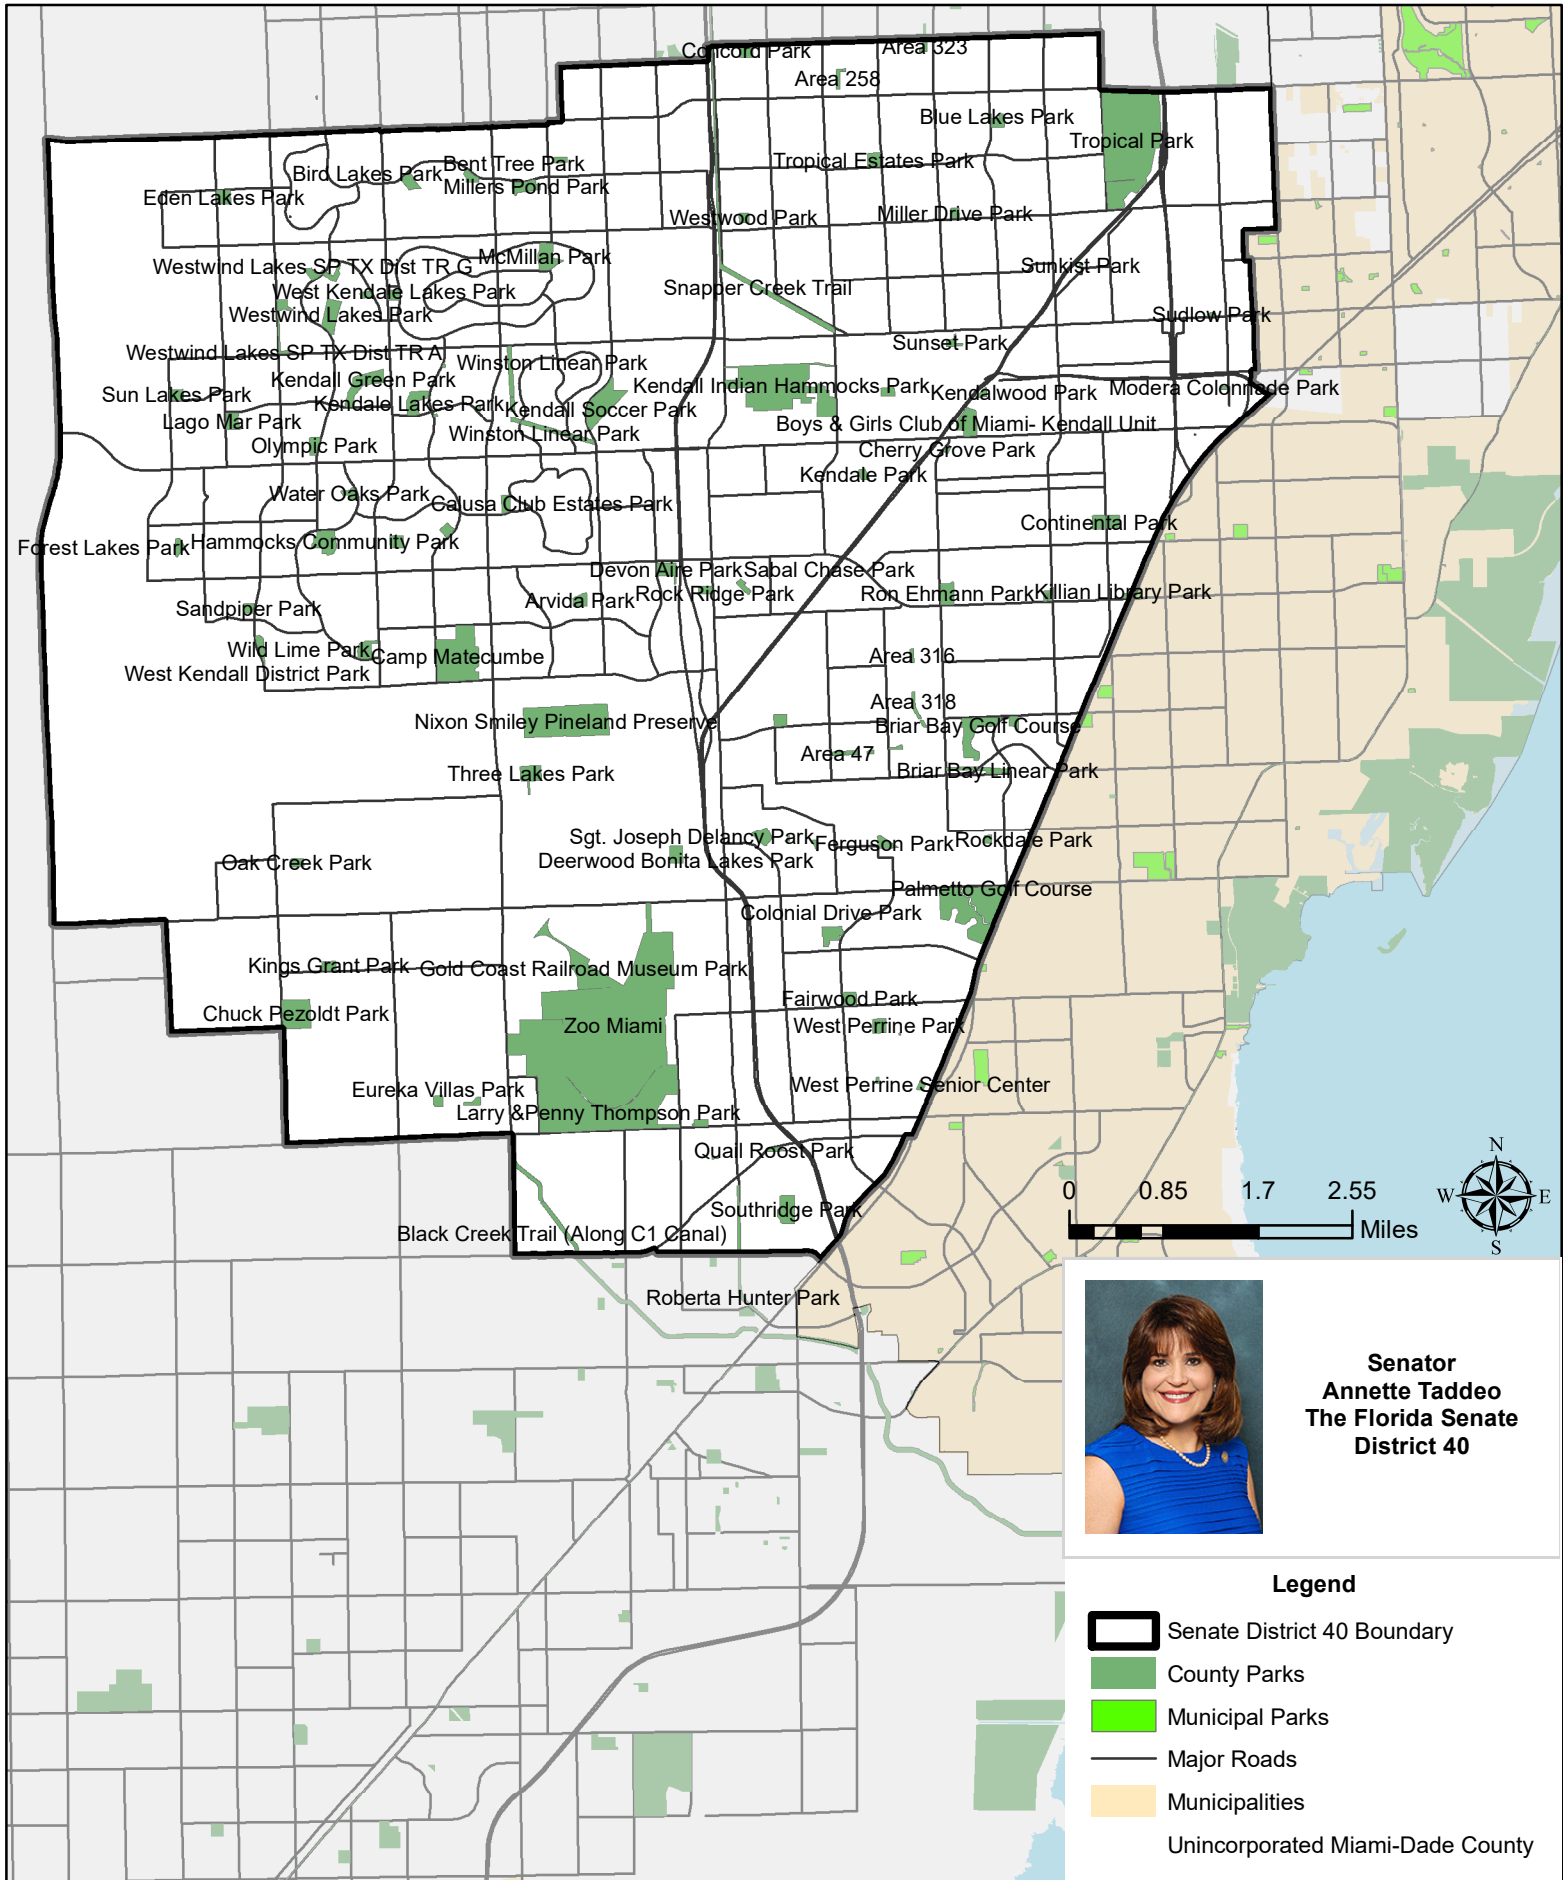 Concord Park
Area 323
Area 258
Blue Lakes Park
Tropical Park
Tropical Estates Park
Bent Tree Park
Bird Lakes Park
Millers Pond Park
Eden Lakes Park
Westwood Park
Miller Drive Park
McMillan Park
Westwind Lakes SP TX Dist TR G
Sunkist Park
West Kendale Lakes Park
Snapper Creek Trail
Westwind Lakes Park
Sudlow Park
Sunset Park
Westwind Lakes SP TX Dist TR A
Winston Linear Park
Kendall Green Park
Kendall Indian Hammocks Park
Kendalwood Park
Modera Colonnade Park
Sun Lakes Park
Kendale Lakes Park
Kendall Soccer Park
Lago Mar Park
Boys & Girls Club of Miami- Kendall Unit
Winston Linear Park
Olympic Park
Cherry Grove Park
Kendale Park
Water Oaks Park
Calusa Club Estates Park
Continental Park
Forest Lakes Park
Hammocks Community Park
Devon Aire Park
Sabal Chase Park
Arvida Park
Rock Ridge Park
Ron Ehmann Park
Killian Library Park
Sandpiper Park
Wild Lime Park
Camp Matecumbe
Area 316
West Kendall District Park
Area 318
Nixon Smiley Pineland Preserve
Briar Bay Golf Course
Area 47
Three Lakes Park
Briar Bay Linear Park
Sgt. Joseph Delancy Park
Ferguson Park
Rockdale Park
Oak Creek Park
Deerwood Bonita Lakes Park
Palmetto Golf Course
Colonial Drive Park
Kings Grant Park
Gold Coast Railroad Museum Park
Fairwood Park
Chuck Pezoldt Park
Zoo Miami
West Perrine Park
Eureka Villas Park
West Perrine Senior Center
Larry &Penny Thompson Park
Quail Roost Park
Southridge Park
Black Creek Trail (Along C1 Canal)
Roberta Hunter Park
N
W E
S
0 0.85 1.7 2.55
Miles
Senator
Annette Taddeo
The Florida Senate
District 40
Legend
Senate District 40 Boundary
County Parks
Municipal Parks
Major Roads
Municipalities
Unincorporated Miami-Dade County